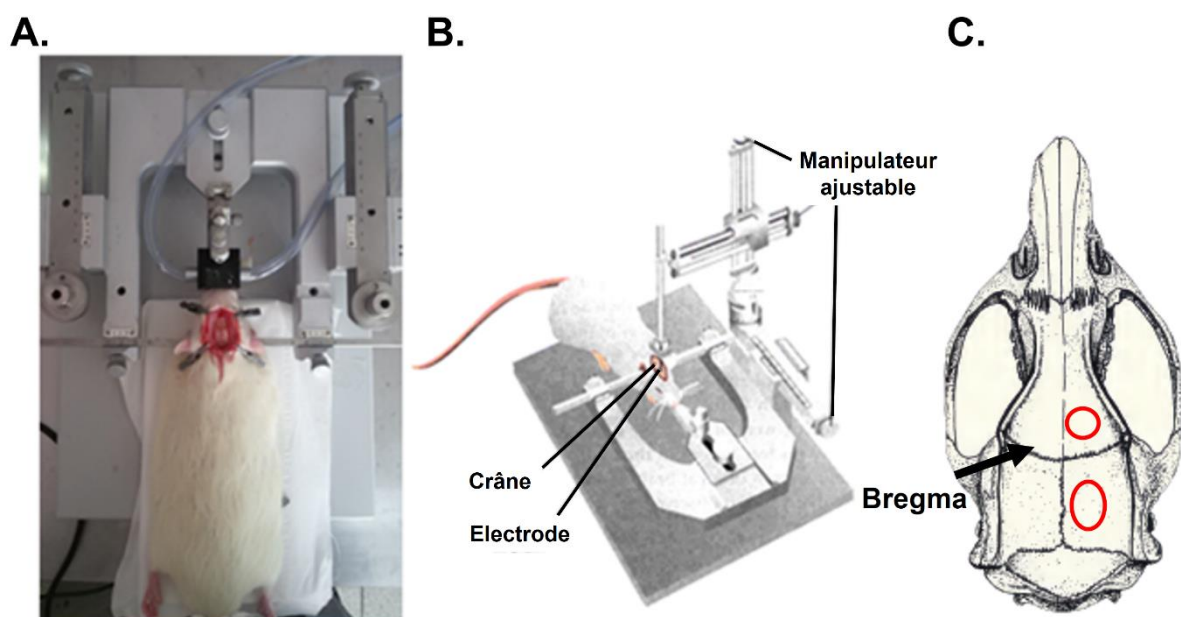 A.
B.
C.
Manipulateur
ajustable
Crâne
Electrode
Bregma